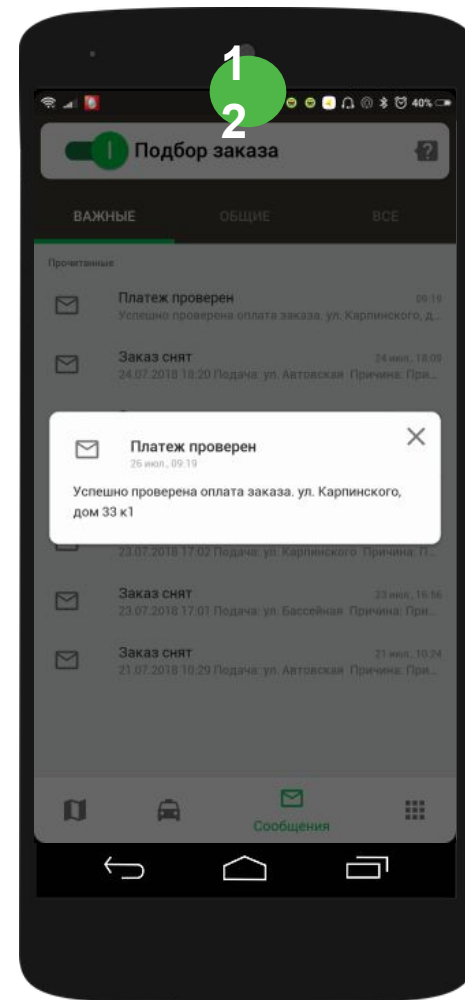 1
2
40%
Подбор заказа
ВАЖНЫЕ ОБЩИЕ ВСЕ
Прочитанные
Платеж проверен 09:19
Успешно проверена оплата заказа. ул. Карпинского, д...
Заказ снят 24 июл., 18:09
24.07.2018 18:20 Подача: ул. Автовская Причина: При...
Платеж проверен
26 июл., 09:19
Успешно проверена оплата заказа. ул. Карпинского,
дом 33 к1
23.07.2018 17:02 Подача: ул. Карпинского Причина: П...
Заказ снят 23 июл., 16:56
23.07.2018 17:01 Подача: ул. Бассейная Причина: При...
Заказ снят 21 июл., 10:24
21.07.2018 10:29 Подача: ул. Автовская Причина: При...
Сообщения